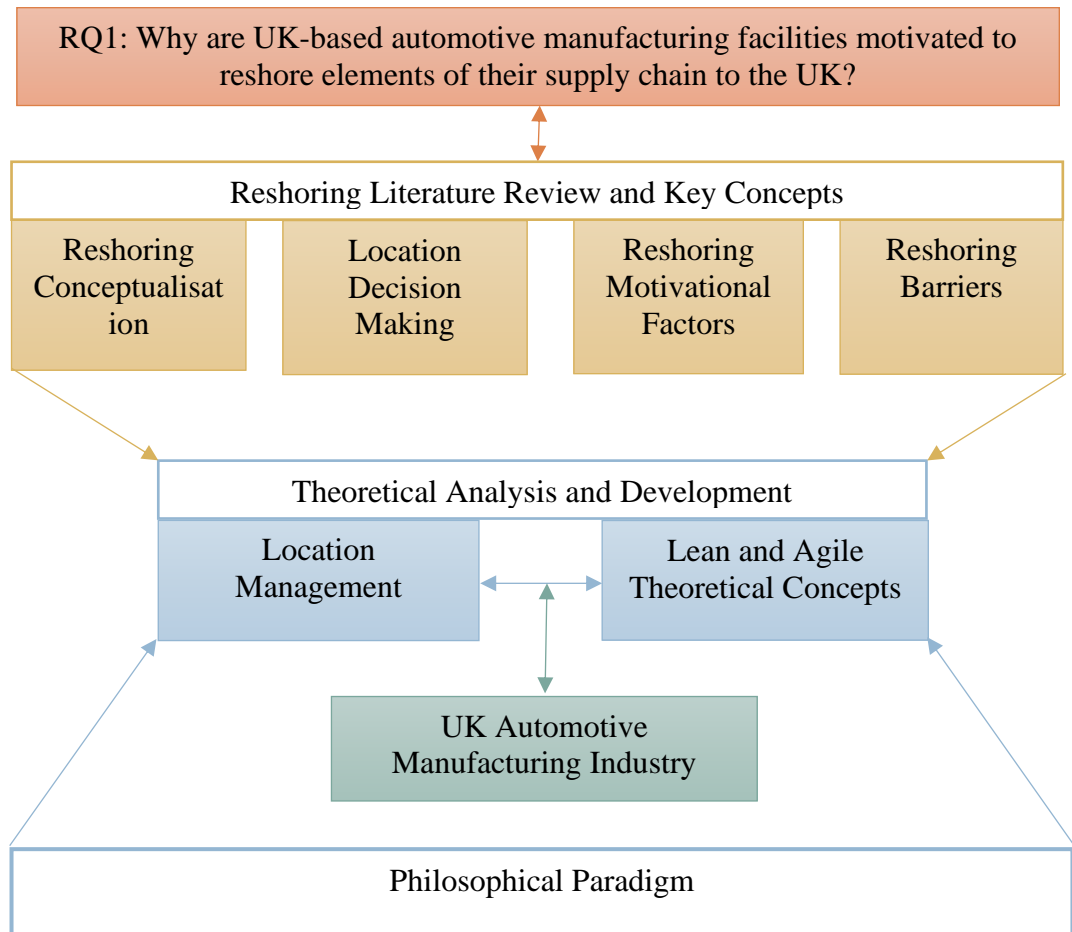 RQ1: Why are UK-based automotive manufacturing facilities motivated to
reshore elements of their supply chain to the UK?
Reshoring Literature Review and Key Concepts
Reshoring
Conceptualisat
ion
Location
Decision
Making
Reshoring
Motivational
Factors
Reshoring
Barriers
Theoretical Analysis and Development
Location
Management
Lean and Agile
Theoretical Concepts
UK Automotive
Manufacturing Industry
Philosophical Paradigm